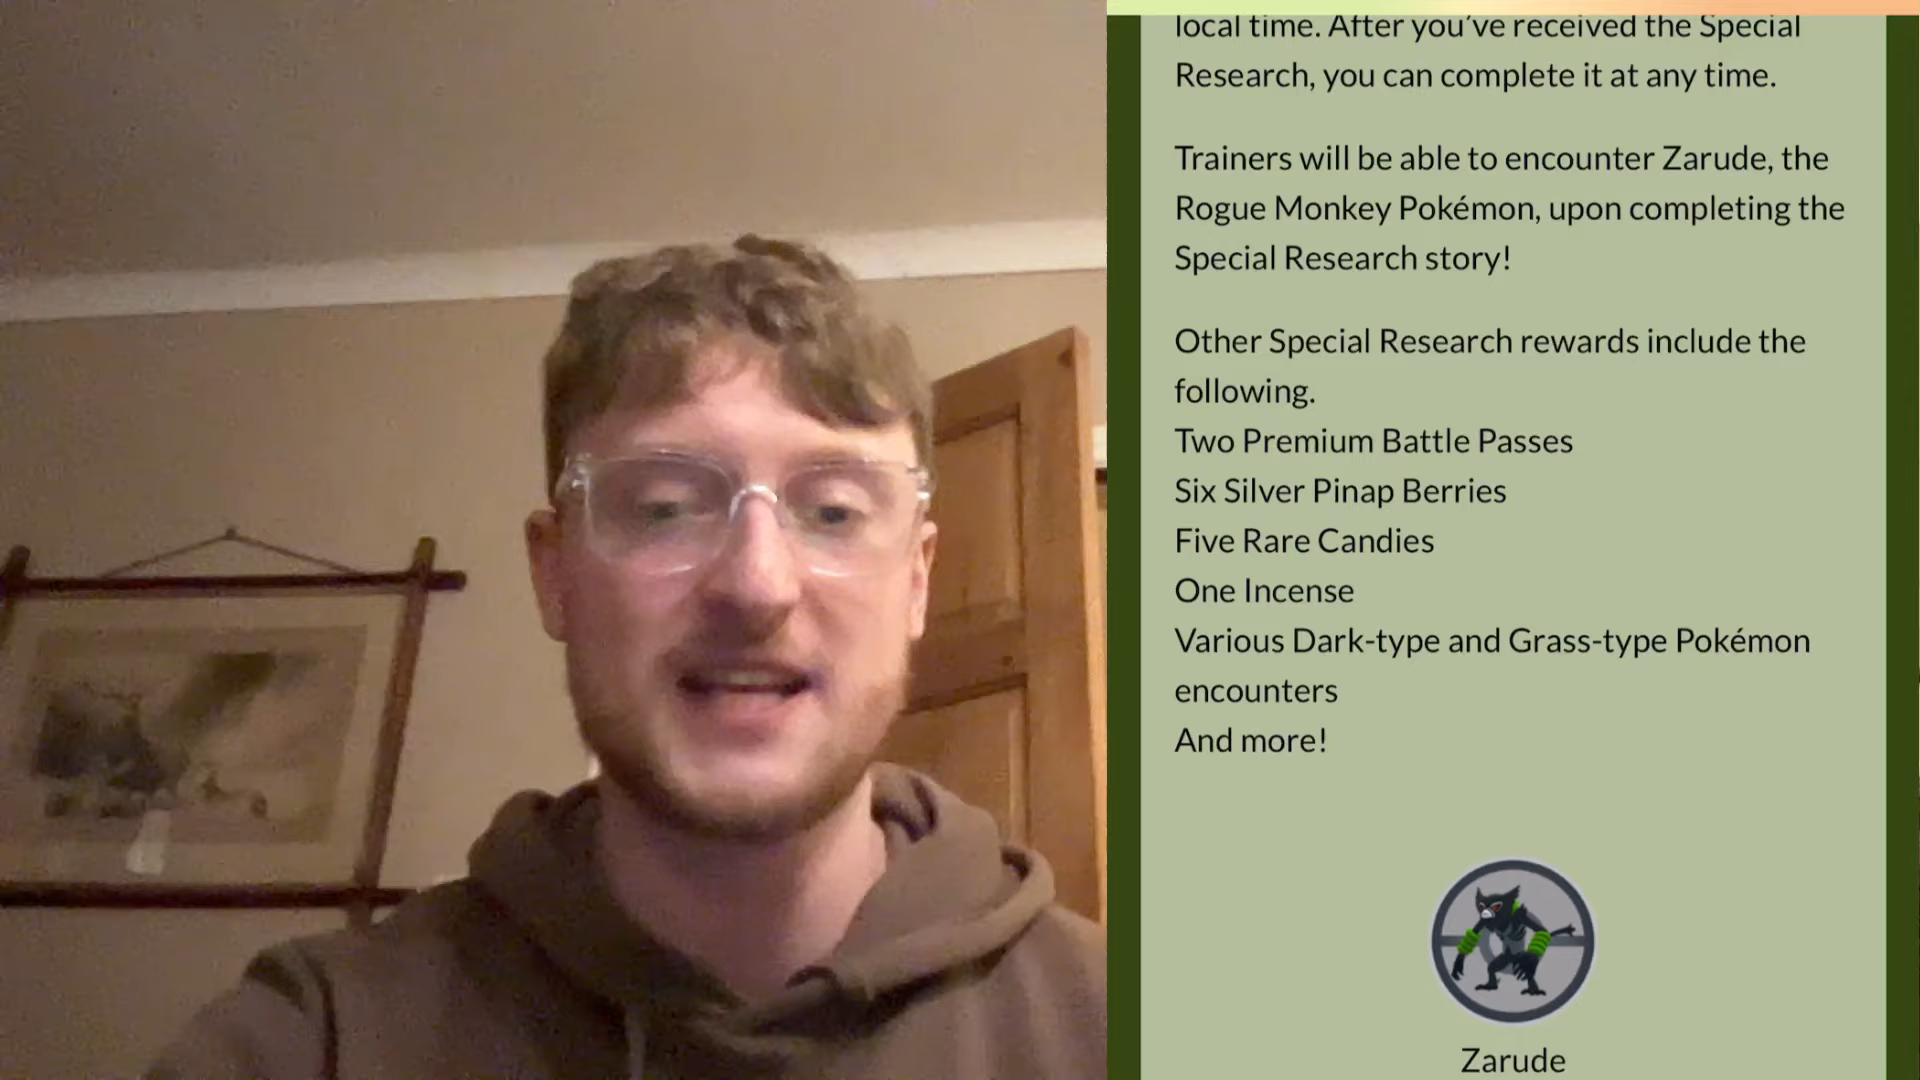 local time. After you've received the Special
Research, you can complete it at any time.
Trainers will be able to encounter Zarude, the
Rogue Monkey Pokémon, upon completing the
Special Research story!
Other Special Research rewards include the
following.
Two Premium Battle Passes
Six Silver Pinap Berries
Five Rare Candies
One Incense
Various Dark-type and Grass-type Pokémon
encounters
And more!
Zarude